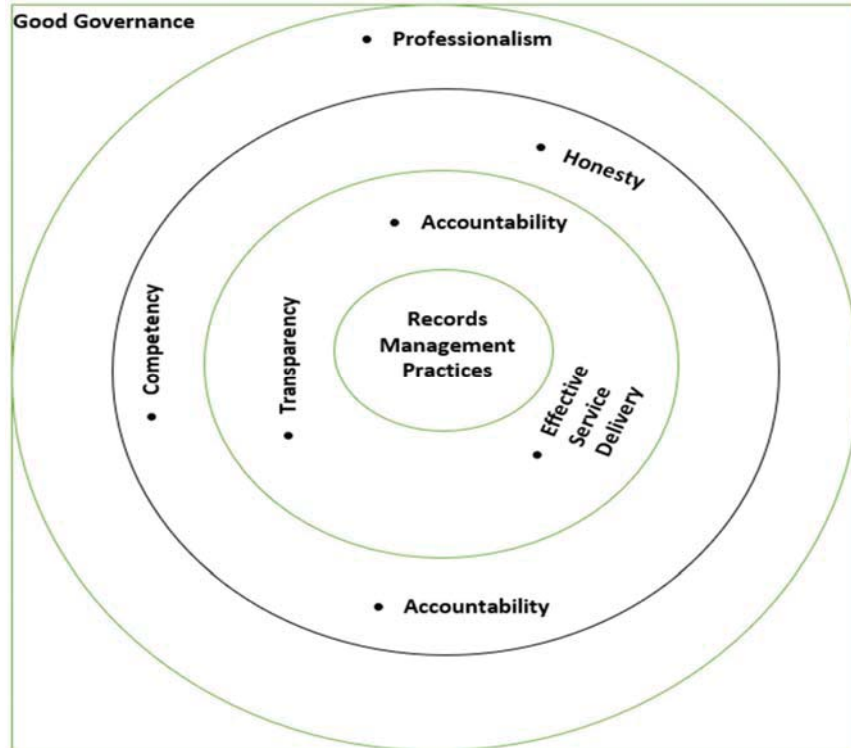 Good Governance
• Professionalism
• Honesty
• Accountability
• Competency
• Transparency
Records
Management
Practices
• Effective
Service
Delivery
• Accountability